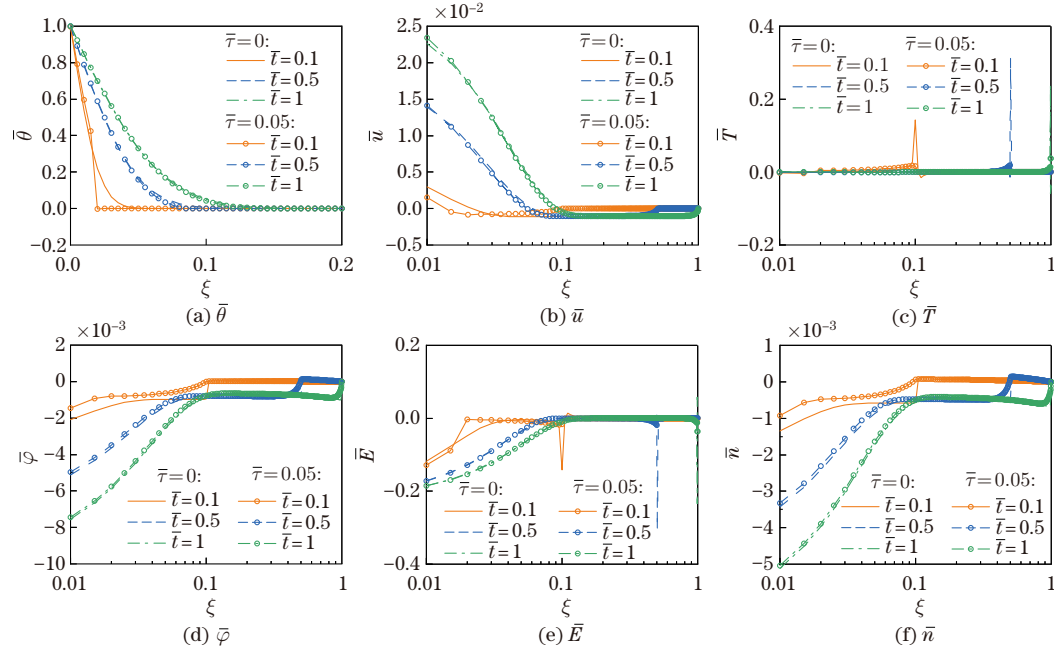 1.0
0.8
0.6
0.4
0.2
0.0
−0.2
0.0
0.1
0.2
θ̄
ξ
τ̄=0:
t̄=0.1
t̄=0.5
t̄=1
τ̄=0.05:
t̄=0.1
t̄=0.5
t̄=1
(a) θ̄
×10⁻²
2.5
2.0
1.5
1.0
0.5
0.0
−0.5
0.01
0.1
1
ū
ξ
τ̄=0:
t̄=0.1
t̄=0.5
t̄=1
τ̄=0.05:
t̄=0.1
t̄=0.5
t̄=1
(b) ū
0.4
0.2
0.0
−0.2
0.01
0.1
1
T̄
ξ
τ̄=0: τ̄=0.05:
t̄=0.1 t̄=0.1
t̄=0.5 t̄=0.5
t̄=1 t̄=1
(c) T̄
×10⁻³
2
0
−2
−4
−6
−8
−10
0.01
0.1
1
φ̄
ξ
τ̄=0: τ̄=0.05:
t̄=0.1 t̄=0.1
t̄=0.5 t̄=0.5
t̄=1 t̄=1
(d) φ̄
0.2
0.0
−0.2
−0.4
0.01
0.1
1
Ē
ξ
τ̄=0: τ̄=0.05:
t̄=0.1 t̄=0.1
t̄=0.5 t̄=0.5
t̄=1 t̄=1
(e) Ē
×10⁻³
1
0
−1
−2
−3
−4
−5
0.01
0.1
1
n̄
ξ
τ̄=0: τ̄=0.05:
t̄=0.1 t̄=0.1
t̄=0.5 t̄=0.5
t̄=1 t̄=1
(f) n̄